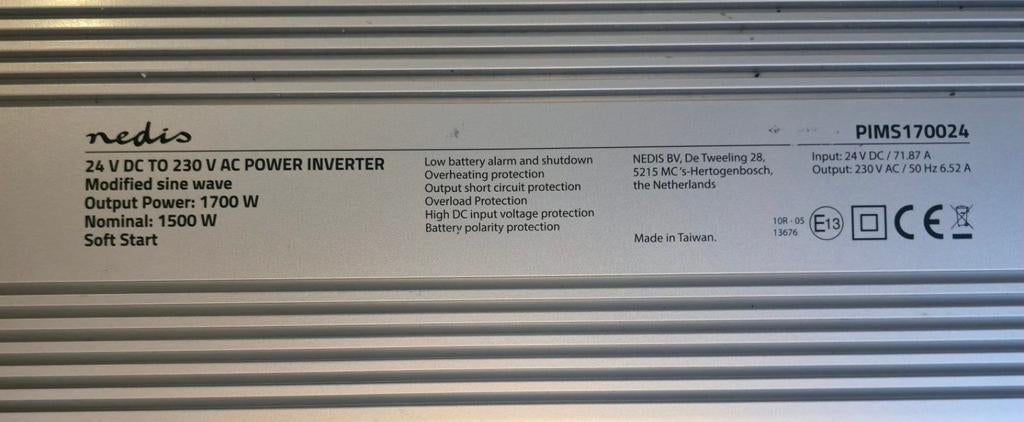 nedis
24 V DC TO 230 V AC POWER INVERTER
Modified sine wave
Output Power: 1700 W
Nominal: 1500 W
Soft Start
Low battery alarm and shutdown
Overheating protection
Output short circuit protection
Overload Protection
High DC input voltage protection
Battery polarity protection
NEDIS BV, De Tweeling 28,
5215 MC 's-Hertogenbosch,
the Netherlands
Made in Taiwan.
PIMS170024
Input: 24 V DC / 71.87 A
Output: 230 V AC / 50 Hz 6.52 A
10R - 05
13676
E13
CE